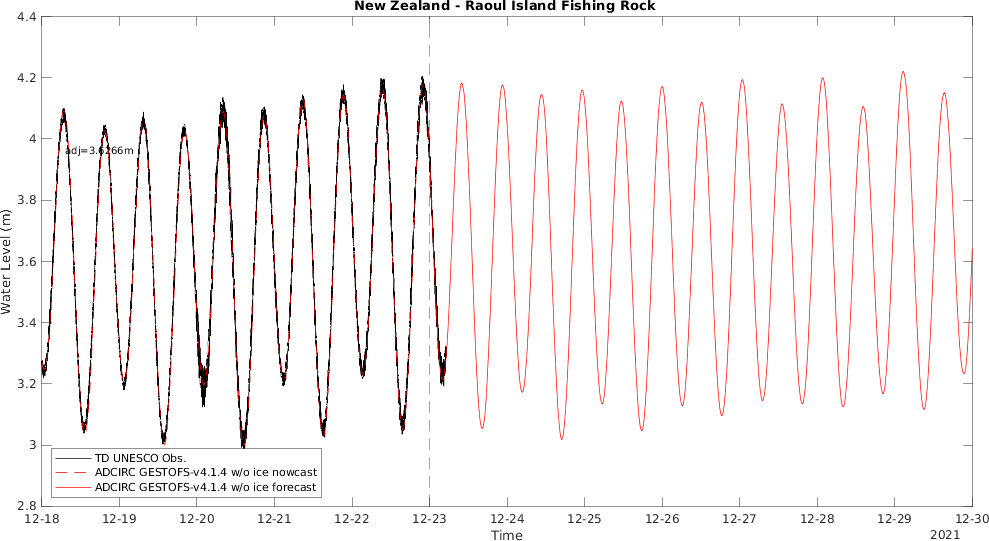 New Zealand - Raoul Island Fishing Rock
4.4
4.2
4
3.8
3.6
3.4
3.2
3
2.8
Water Level (m)
adj=3.6266m
TD UNESCO Obs.
ADCIRC GESTOFS-v4.1.4 w/o ice nowcast
ADCIRC GESTOFS-v4.1.4 w/o ice forecast
12-18 12-19 12-20 12-21 12-22 12-23 12-24 12-25 12-26 12-27 12-28 12-29 12-30
Time
2021